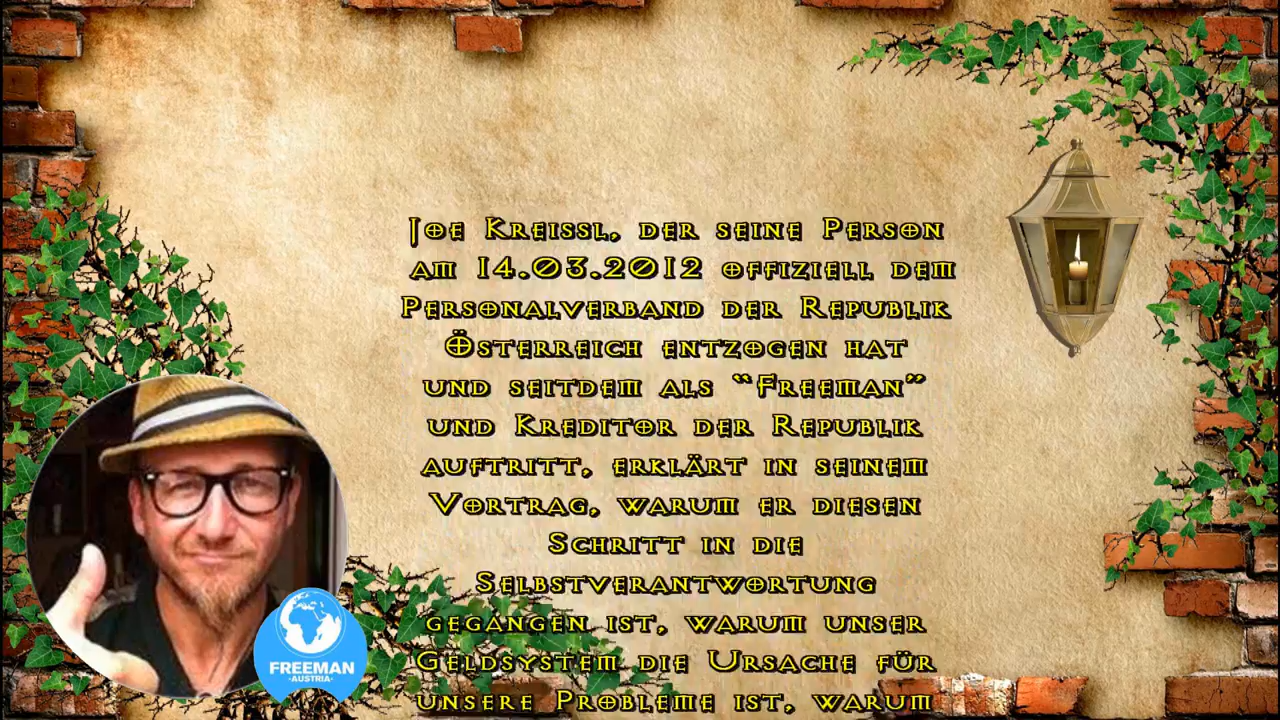 Joe Kreissl, der seine Person
am 14.03.2012 offiziell dem
Personalverband der Republik
Österreich entzogen hat
und seitdem als “Freeman”
und Kreditor der Republik
auftritt, erklärt in seinem
Vortrag, warum er diesen
Schritt in die
Selbstverantwortung
gegangen ist, warum unser
Geldsystem die Ursache für
unsere Probleme ist, warum
FREEMAN
-AUSTRIA-